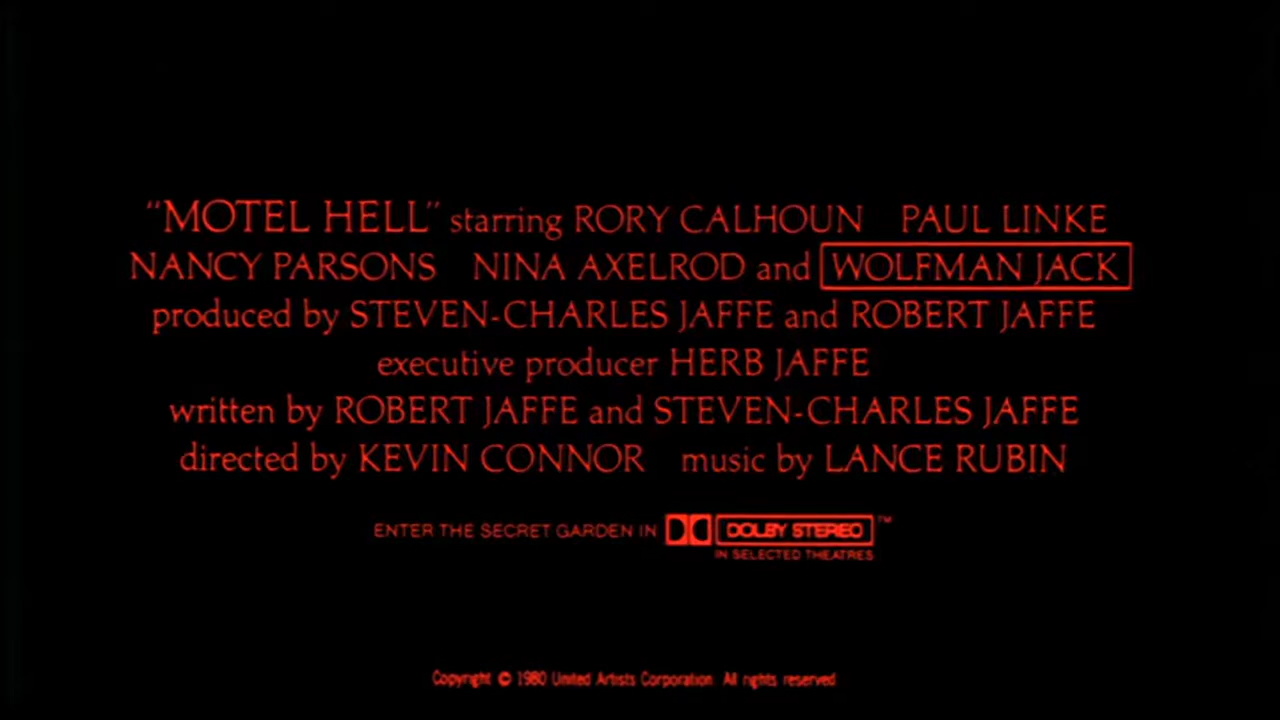 "MOTEL HELL" starring RORY CALHOUN PAUL LINKE
NANCY PARSONS NINA AXELROD and WOLFMAN JACK
produced by STEVEN-CHARLES JAFFE and ROBERT JAFFE
executive producer HERB JAFFE
written by ROBERT JAFFE and STEVEN-CHARLES JAFFE
directed by KEVIN CONNOR music by LANCE RUBIN
ENTER THE SECRET GARDEN IN DOLBY STEREO™
IN SELECTED THEATRES
Copyright © 1980 United Artists Corporation. All rights reserved